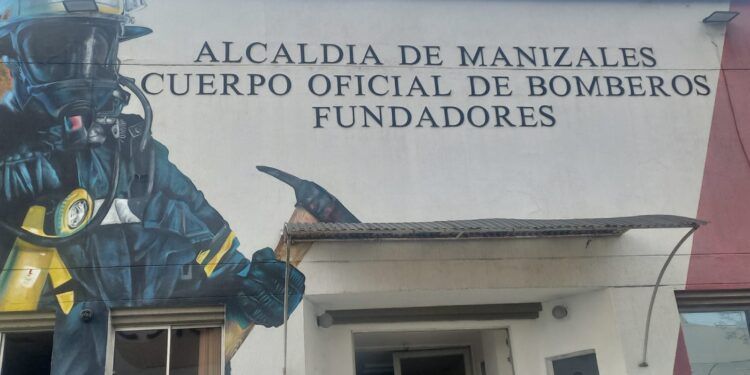 ALCALDIA DE MANIZALES
CUERPO OFICIAL DE BOMBEROS
FUNDADORES